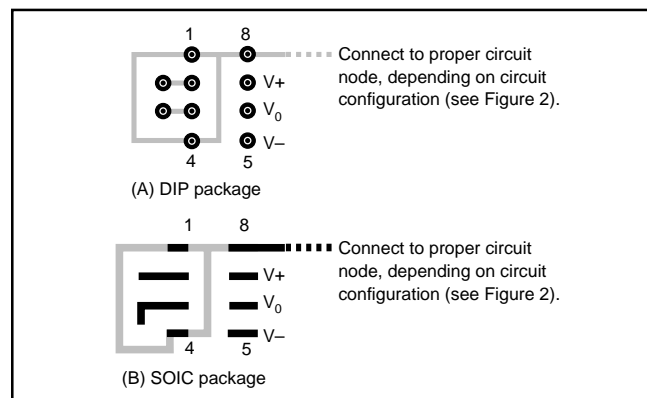 1 8
Connect to proper circuit
node, depending on circuit
configuration (see Figure 2).
V+
V0
V–
4 5
(A) DIP package
1 8
Connect to proper circuit
node, depending on circuit
configuration (see Figure 2).
V+
V0
V–
4 5
(B) SOIC package